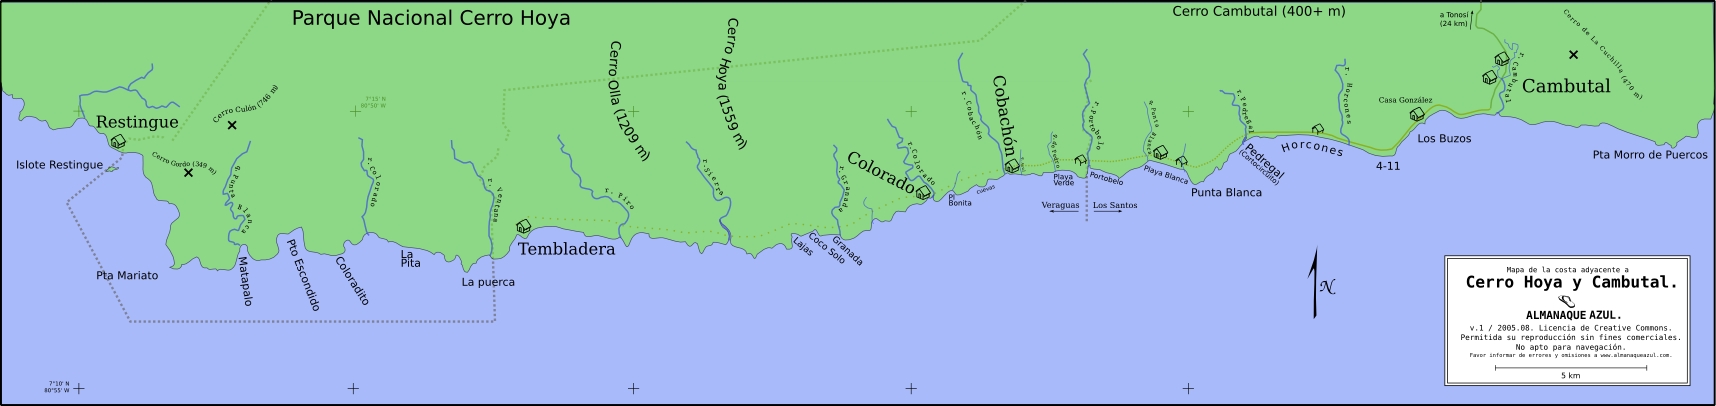 Parque Nacional Cerro Hoya
Cerro Cambutal (400+ m)
a Tonosí
(24 km)
Cerro de La Cuchilla (470 m)
Cerro Olla (1209 m)
Cerro Hoya (1559 m)
Cerro Culón (746 m)
7°15' N
80°50' W
Restingue
Islote Restingue
Cerro Gordo (349 m)
q. Punta Blanca
r. Colorado
r. Ventana
r. Piro
r. Sierra
r. Granada
r. Colorado
Colorado
r. Cobachón
Cobachón
r. Portobelo
q. Punta Blanca
r. Pedregal
r. Horcones
r. Cambutal
Cambutal
Casa González
Los Buzos
Pta Morro de Puercos
4-11
Horcones
Pedregal
(Cortocircuito)
Punta Blanca
Playa Blanca
Portobelo
Playa
Verde
Cuevas
P.
Bonita
Veraguas
Los Santos
Granada
Coco Solo
Lajas
Tembladera
La puerca
La
Pita
Coloradito
Pto Escondido
Matapalo
Pta Mariato
7°10' N
80°55' W
N
Mapa de la costa adyacente a
Cerro Hoya y Cambutal.
ALMANAQUE AZUL.
v.1 / 2005.08. Licencia de Creative Commons.
Permitida su reproducción sin fines comerciales.
No apto para navegación.
Favor informar de errores y omisiones a www.almanaqueazul.com.
5 km